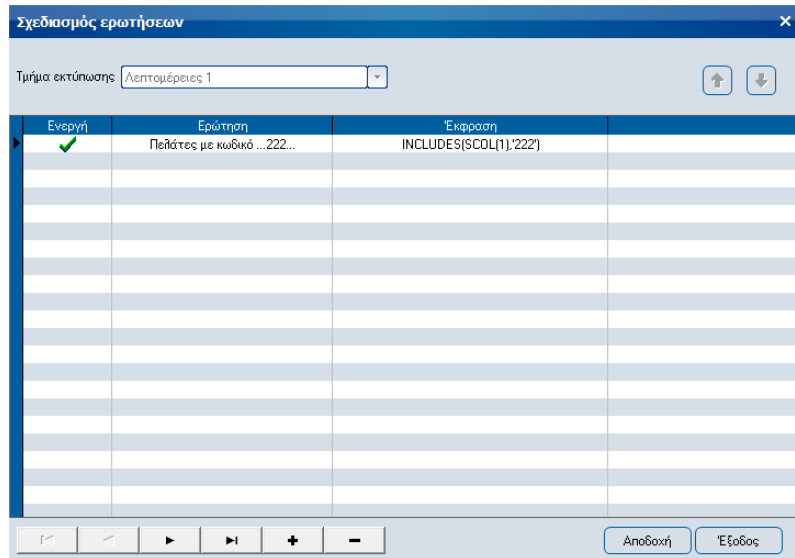 Σχεδιασμός ερωτήσεων
Τμήμα εκτύπωσης Λεπτομέρειες 1
Ενεργή Ερώτηση Έκφραση
Πελάτες με κωδικό ...222... INCLUDES(SCOL(1),'222')
Αποδοχή Έξοδος